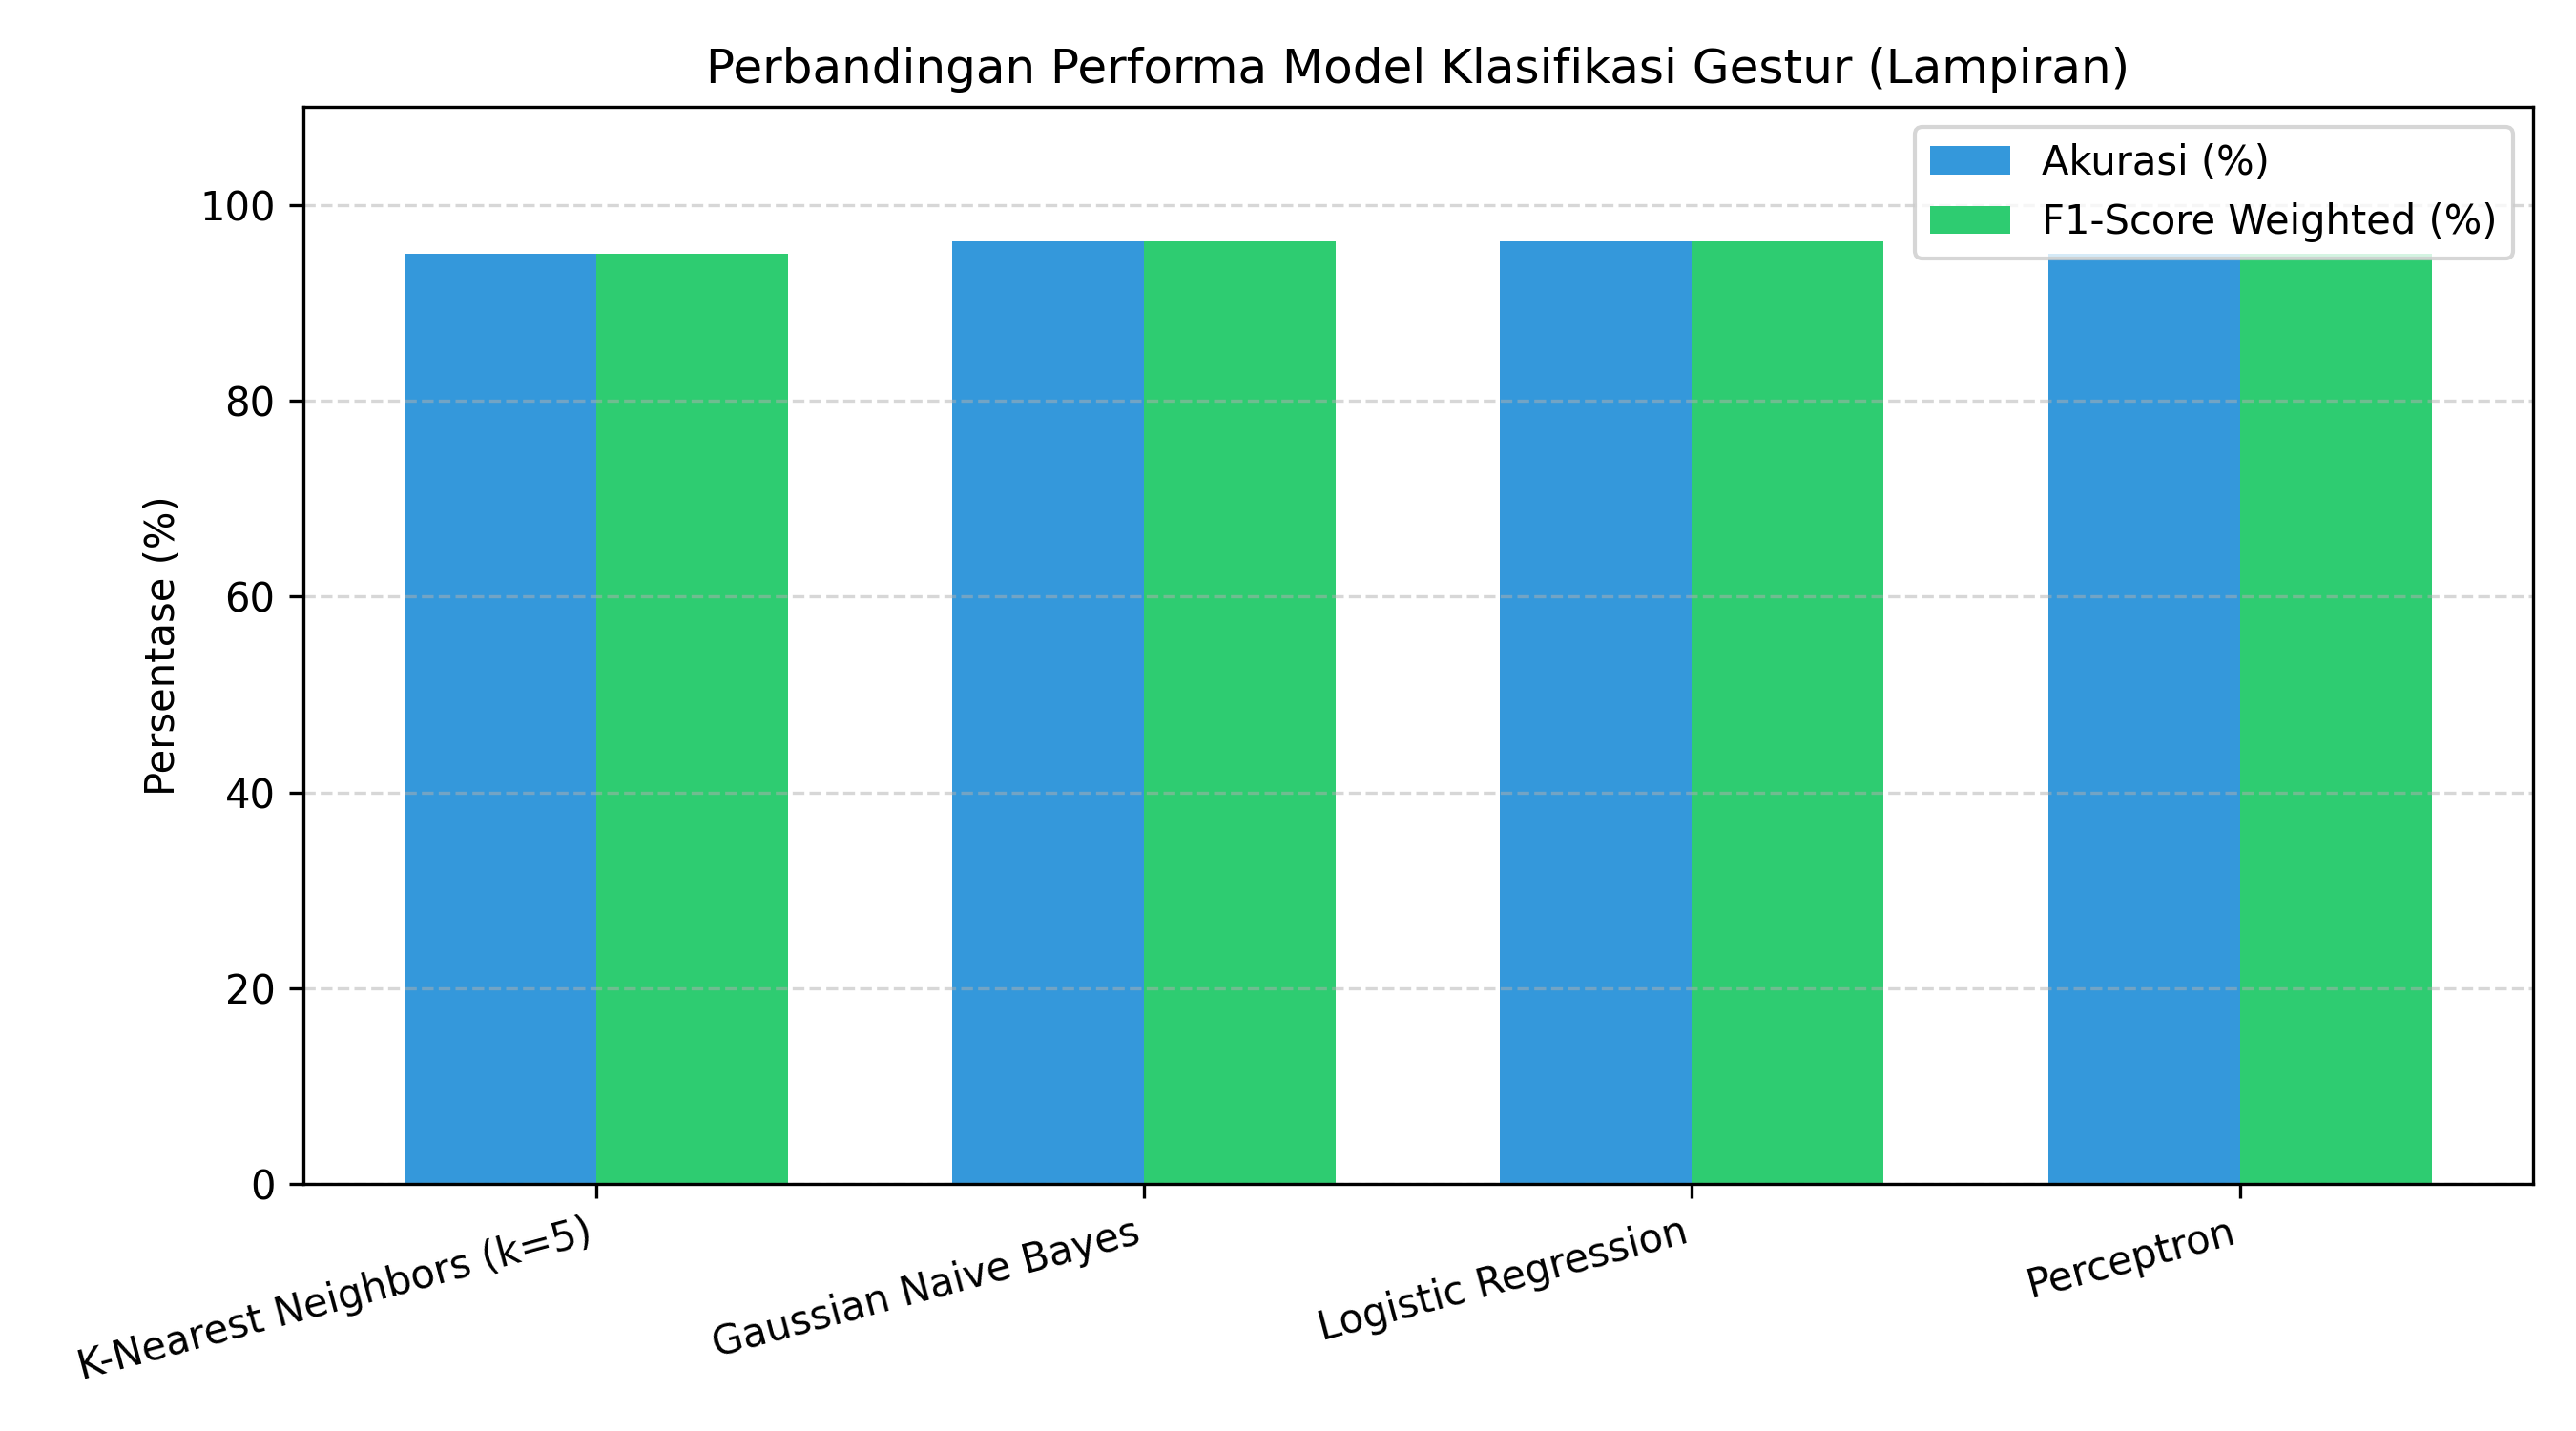 Perbandingan Performa Model Klasifikasi Gestur (Lampiran)
Akurasi (%)
F1-Score Weighted (%)
Persentase (%)
100
80
60
40
20
0
K-Nearest Neighbors (k=5)
Gaussian Naive Bayes
Logistic Regression
Perceptron